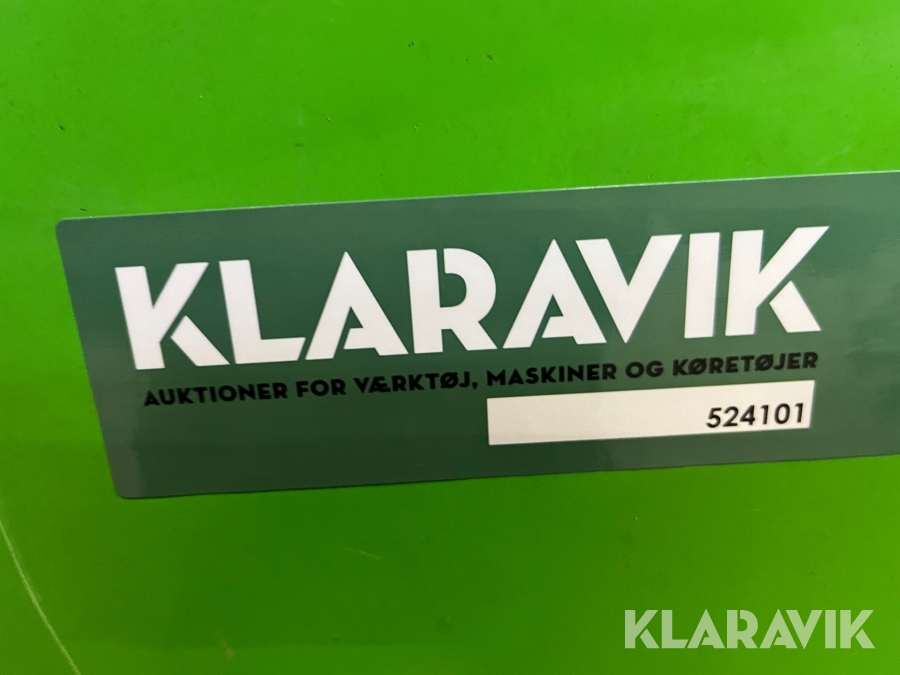 KLARAVIK
AUKTIONER FOR VÆRKTØJ, MASKINER OG KØRETØJER
524101
KLARAVIK